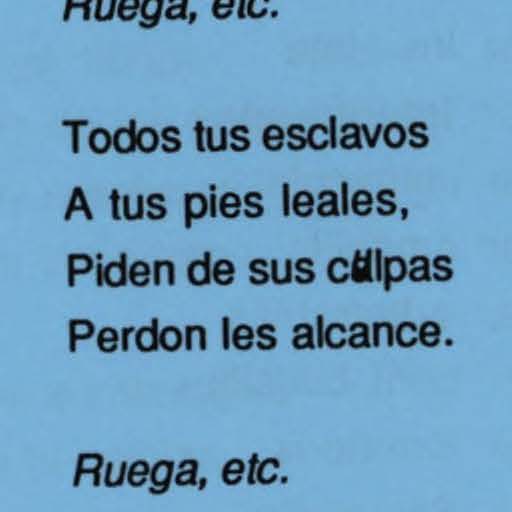 Ruega, etc.
Todos tus esclavos
A tus pies leales,
Piden de sus culpas
Perdon les alcance.
Ruega, etc.